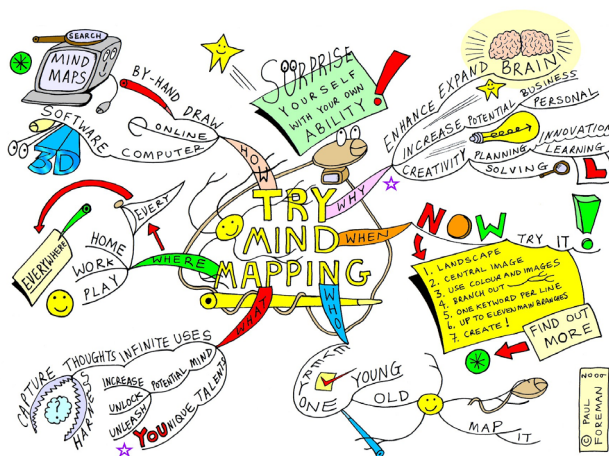 SEARCH
MIND
MAPS
BY-HAND
DRAW
SOFTWARE
ONLINE
COMPUTER
3D
HOW
SURPRISE
YOURSELF
WITH YOUR OWN
ABILITY
!
ENHANCE EXPAND BRAIN
INCREASE POTENTIAL BUSINESS
PERSONAL
CREATIVITY PLANNING INNOVATION
LEARNING
SOLVING
WHY
TRY
MIND
MAPPING
WHEN
NOW
TRY IT
!
1. LANDSCAPE
2. CENTRAL IMAGE
3. USE COLOUR AND IMAGES
4. BRANCH OUT
5. ONE KEYWORD PER LINE
6. UP TO ELEVEN MAIN BRANCHES
7. CREATE!
FIND OUT
MORE
WHERE
EVERY
EVERYWHERE
HOME
WORK
PLAY
WHAT
CAPTURE THOUGHTS INFINITE USES
HARNESS
?
INCREASE
UNLOCK
UNLEASH
POTENTIAL MIND
YOUNIQUE TALENTS
WHO
EVERY
ONE
YOUNG
OLD
MAP
IT
© PAUL
FOREMAN